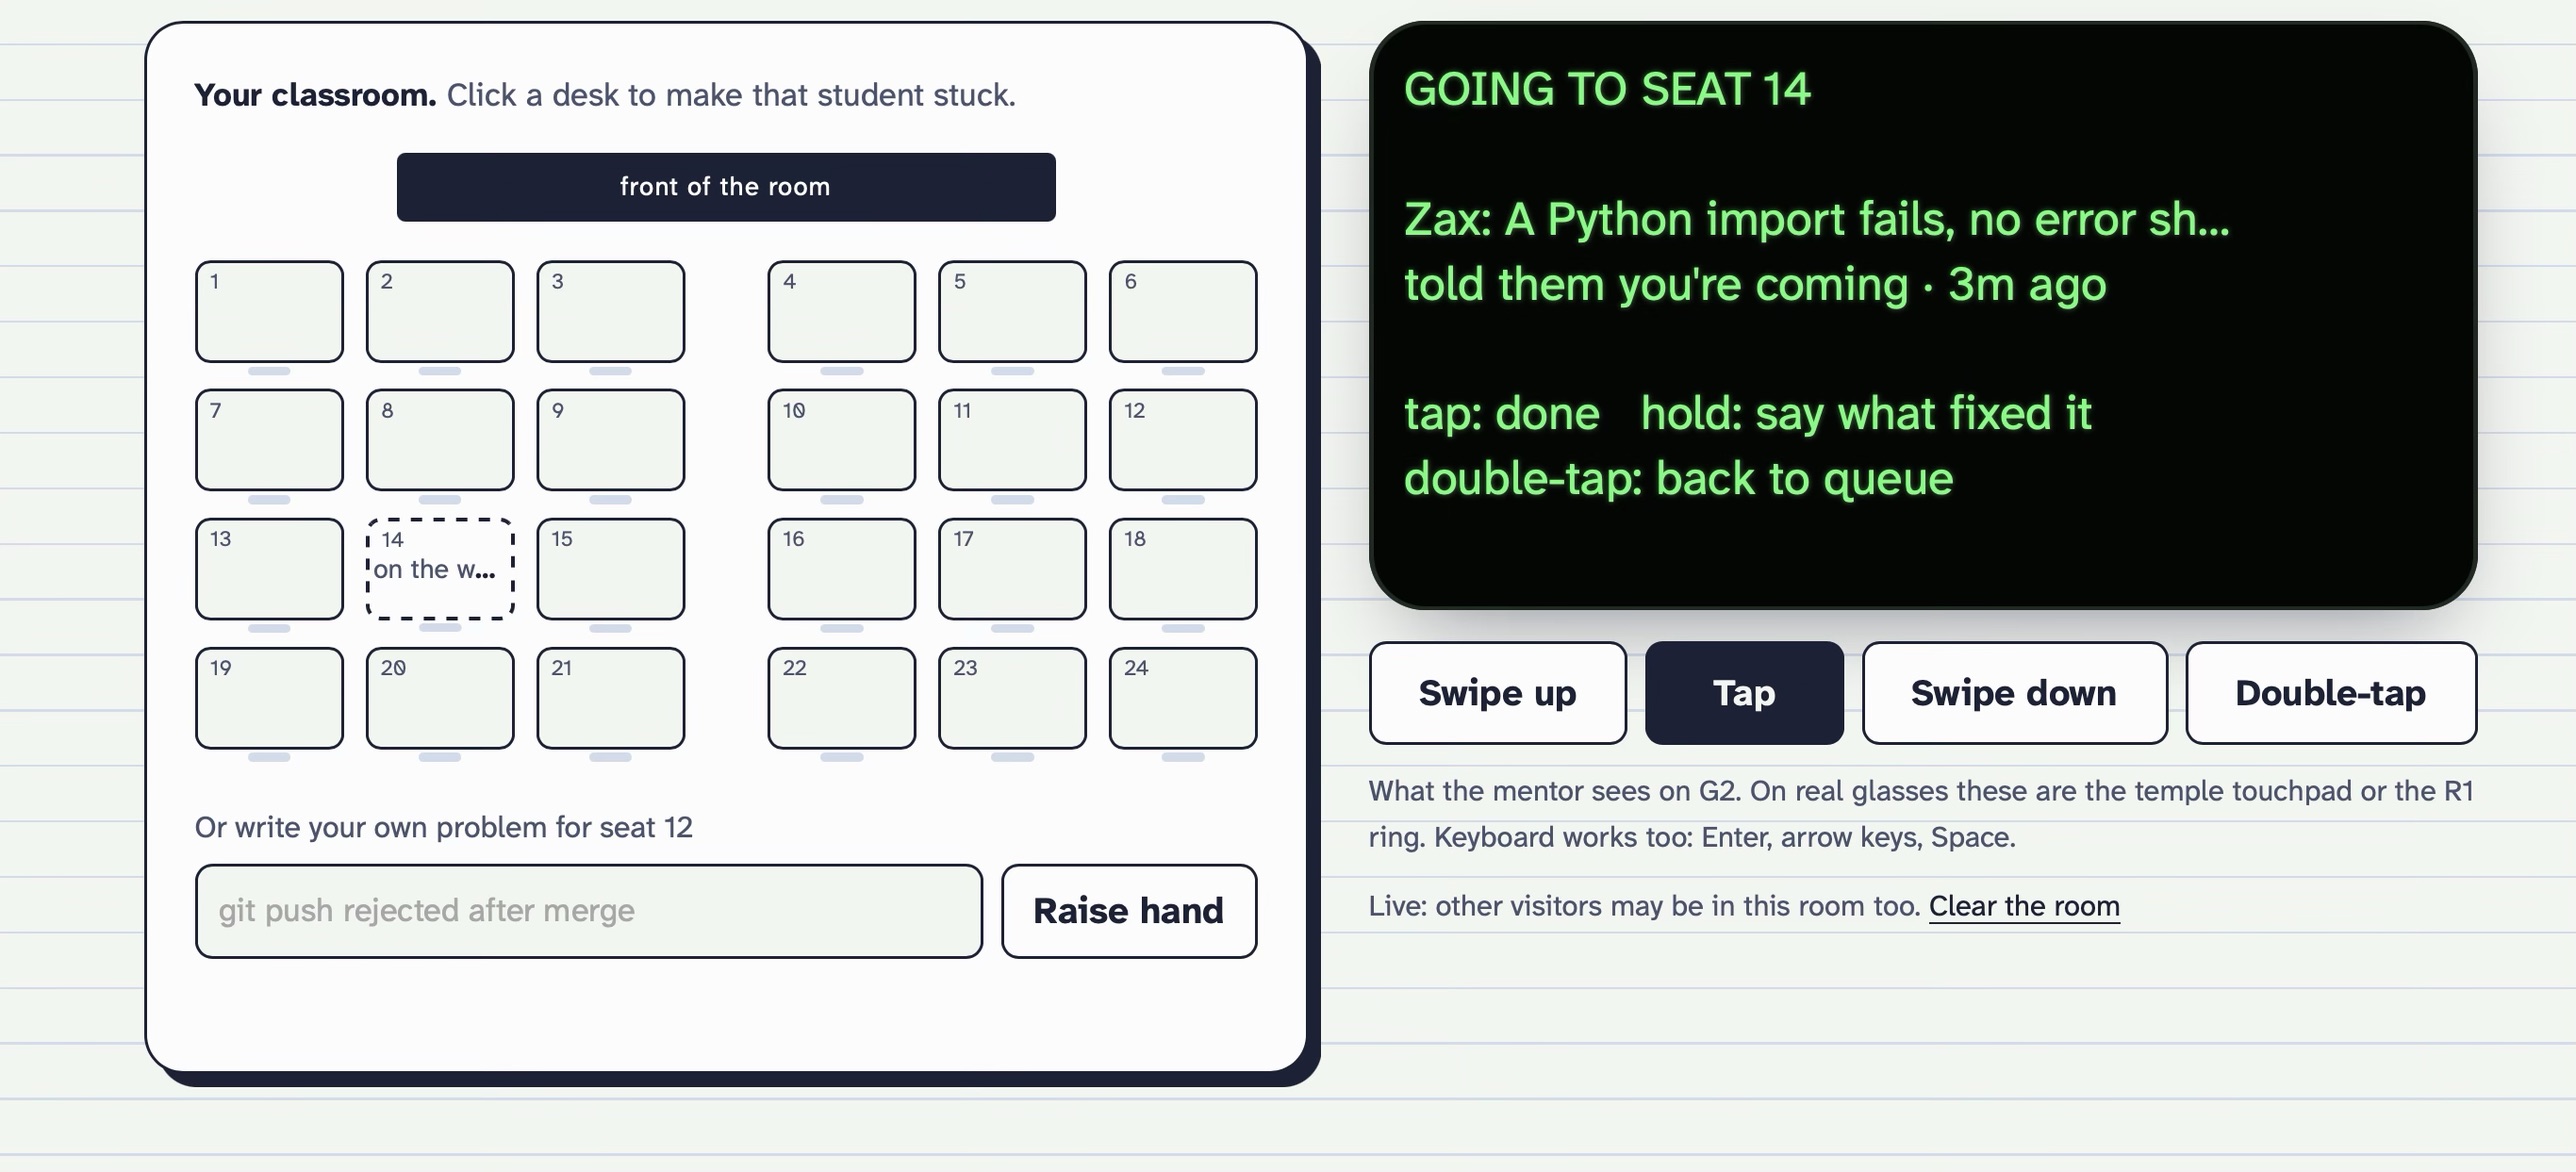 Your classroom. Click a desk to make that student stuck.
front of the room
1 2 3 4 5 6
7 8 9 10 11 12
13 14 15 16 17 18
on the w...
19 20 21 22 23 24
Or write your own problem for seat 12
git push rejected after merge
Raise hand
GOING TO SEAT 14
Zax: A Python import fails, no error sh...
told them you're coming · 3m ago
tap: done hold: say what fixed it
double-tap: back to queue
Swipe up
Tap
Swipe down
Double-tap
What the mentor sees on G2. On real glasses these are the temple touchpad or the R1
ring. Keyboard works too: Enter, arrow keys, Space.
Live: other visitors may be in this room too. Clear the room